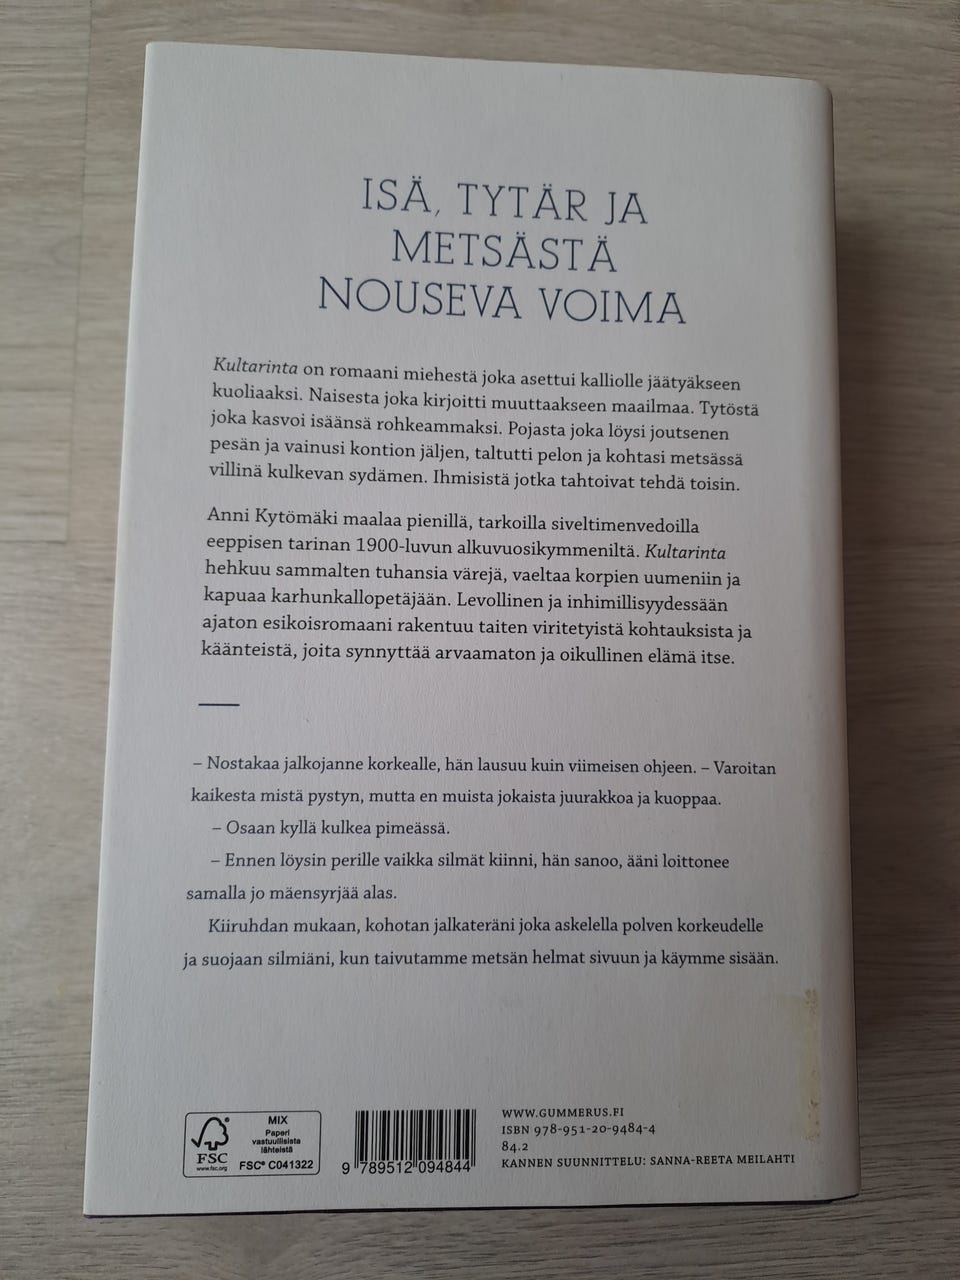 ISÄ, TYTÄR JA
METSÄSTÄ
NOUSEVA VOIMA
Kultarinta on romaani miehestä joka asettui kalliolle jäätyäkseen
kuoliaaksi. Naisesta joka kirjoitti muuttaakseen maailmaa. Tytöstä
joka kasvoi isäänsä rohkeammaksi. Pojasta joka löysi joutsenen
pesän ja vainusi kontion jäljen, taltutti pelon ja kohtasi metsässä
villinä kulkevan sydämen. Ihmisistä jotka tahtoivat tehdä toisin.
Anni Kytömäki maalaa pienillä, tarkoilla siveltimenvedoilla
eeppisen tarinan 1900-luvun alkuvuosikymmeniltä. Kultarinta
hehkuu sammalten tuhansia värejä, vaeltaa korpien uumeniin ja
kapuaa karhunkallopetäjään. Levollinen ja inhimillisyydessään
ajaton esikoisromaani rakentuu taiten viritetyistä kohtauksista ja
käänteistä, joita synnyttää arvaamaton ja oikullinen elämä itse.
– Nostakaa jalkojanne korkealle, hän lausuu kuin viimeisen ohjeen. – Varoitan
kaikesta mistä pystyn, mutta en muista jokaista juurakkoa ja kuoppaa.
– Osaan kyllä kulkea pimeässä.
– Ennen löysin perille vaikka silmät kiinni, hän sanoo, ääni loittonee
samalla jo mäensyrjää alas.
Kiiruhdan mukaan, kohotan jalkateräni joka askelella polven korkeudelle
ja suojaan silmiäni, kun taivutamme metsän helmat sivuun ja käymme sisään.
FSC
www.fsc.org
MIX
Paperi
vastuullisista
lähteistä
FSC® C041322
9 789512 094844
WWW.GUMMERUS.FI
ISBN 978-951-20-9484-4
84.2
KANNEN SUUNNITTELU: SANNA-REETA MEILAHTI